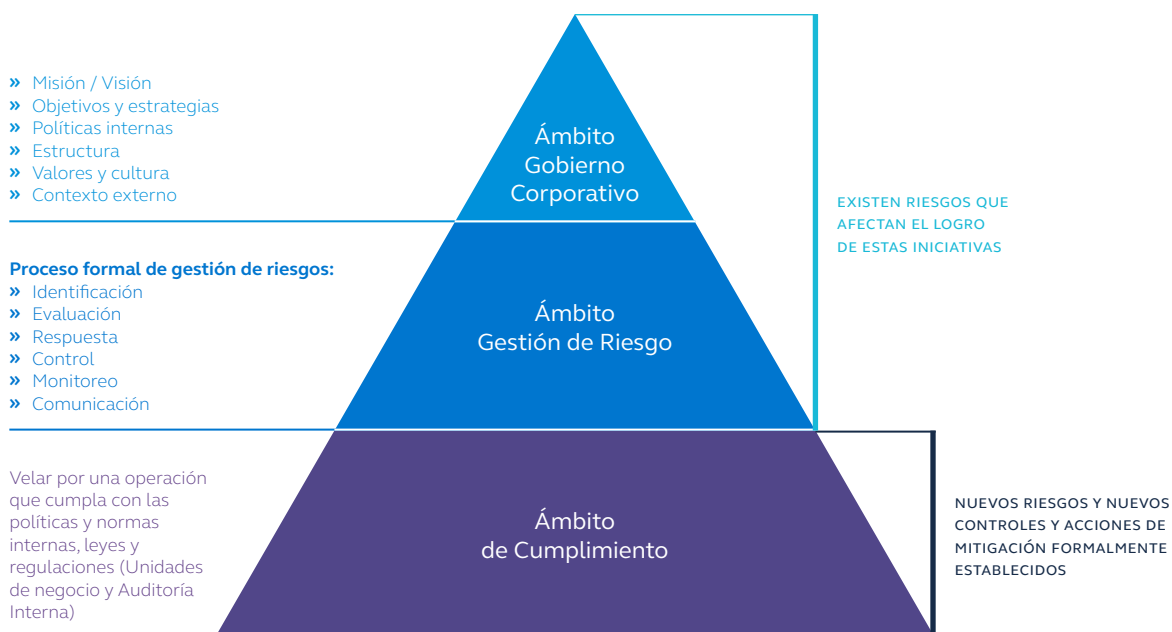 » Misión / Visión
» Objetivos y estrategias
» Políticas internas
» Estructura
» Valores y cultura
» Contexto externo
Ámbito
Gobierno
Corporativo
EXISTEN RIESGOS QUE
AFECTAN EL LOGRO
DE ESTAS INICIATIVAS
Proceso formal de gestión de riesgos:
» Identificación
» Evaluación
» Respuesta
» Control
» Monitoreo
» Comunicación
Ámbito
Gestión de Riesgo
Velar por una operación
que cumpla con las
políticas y normas
internas, leyes y
regulaciones (Unidades
de negocio y Auditoría
Interna)
Ámbito
de Cumplimiento
NUEVOS RIESGOS Y NUEVOS
CONTROLES Y ACCIONES DE
MITIGACIÓN FORMALMENTE
ESTABLECIDOS